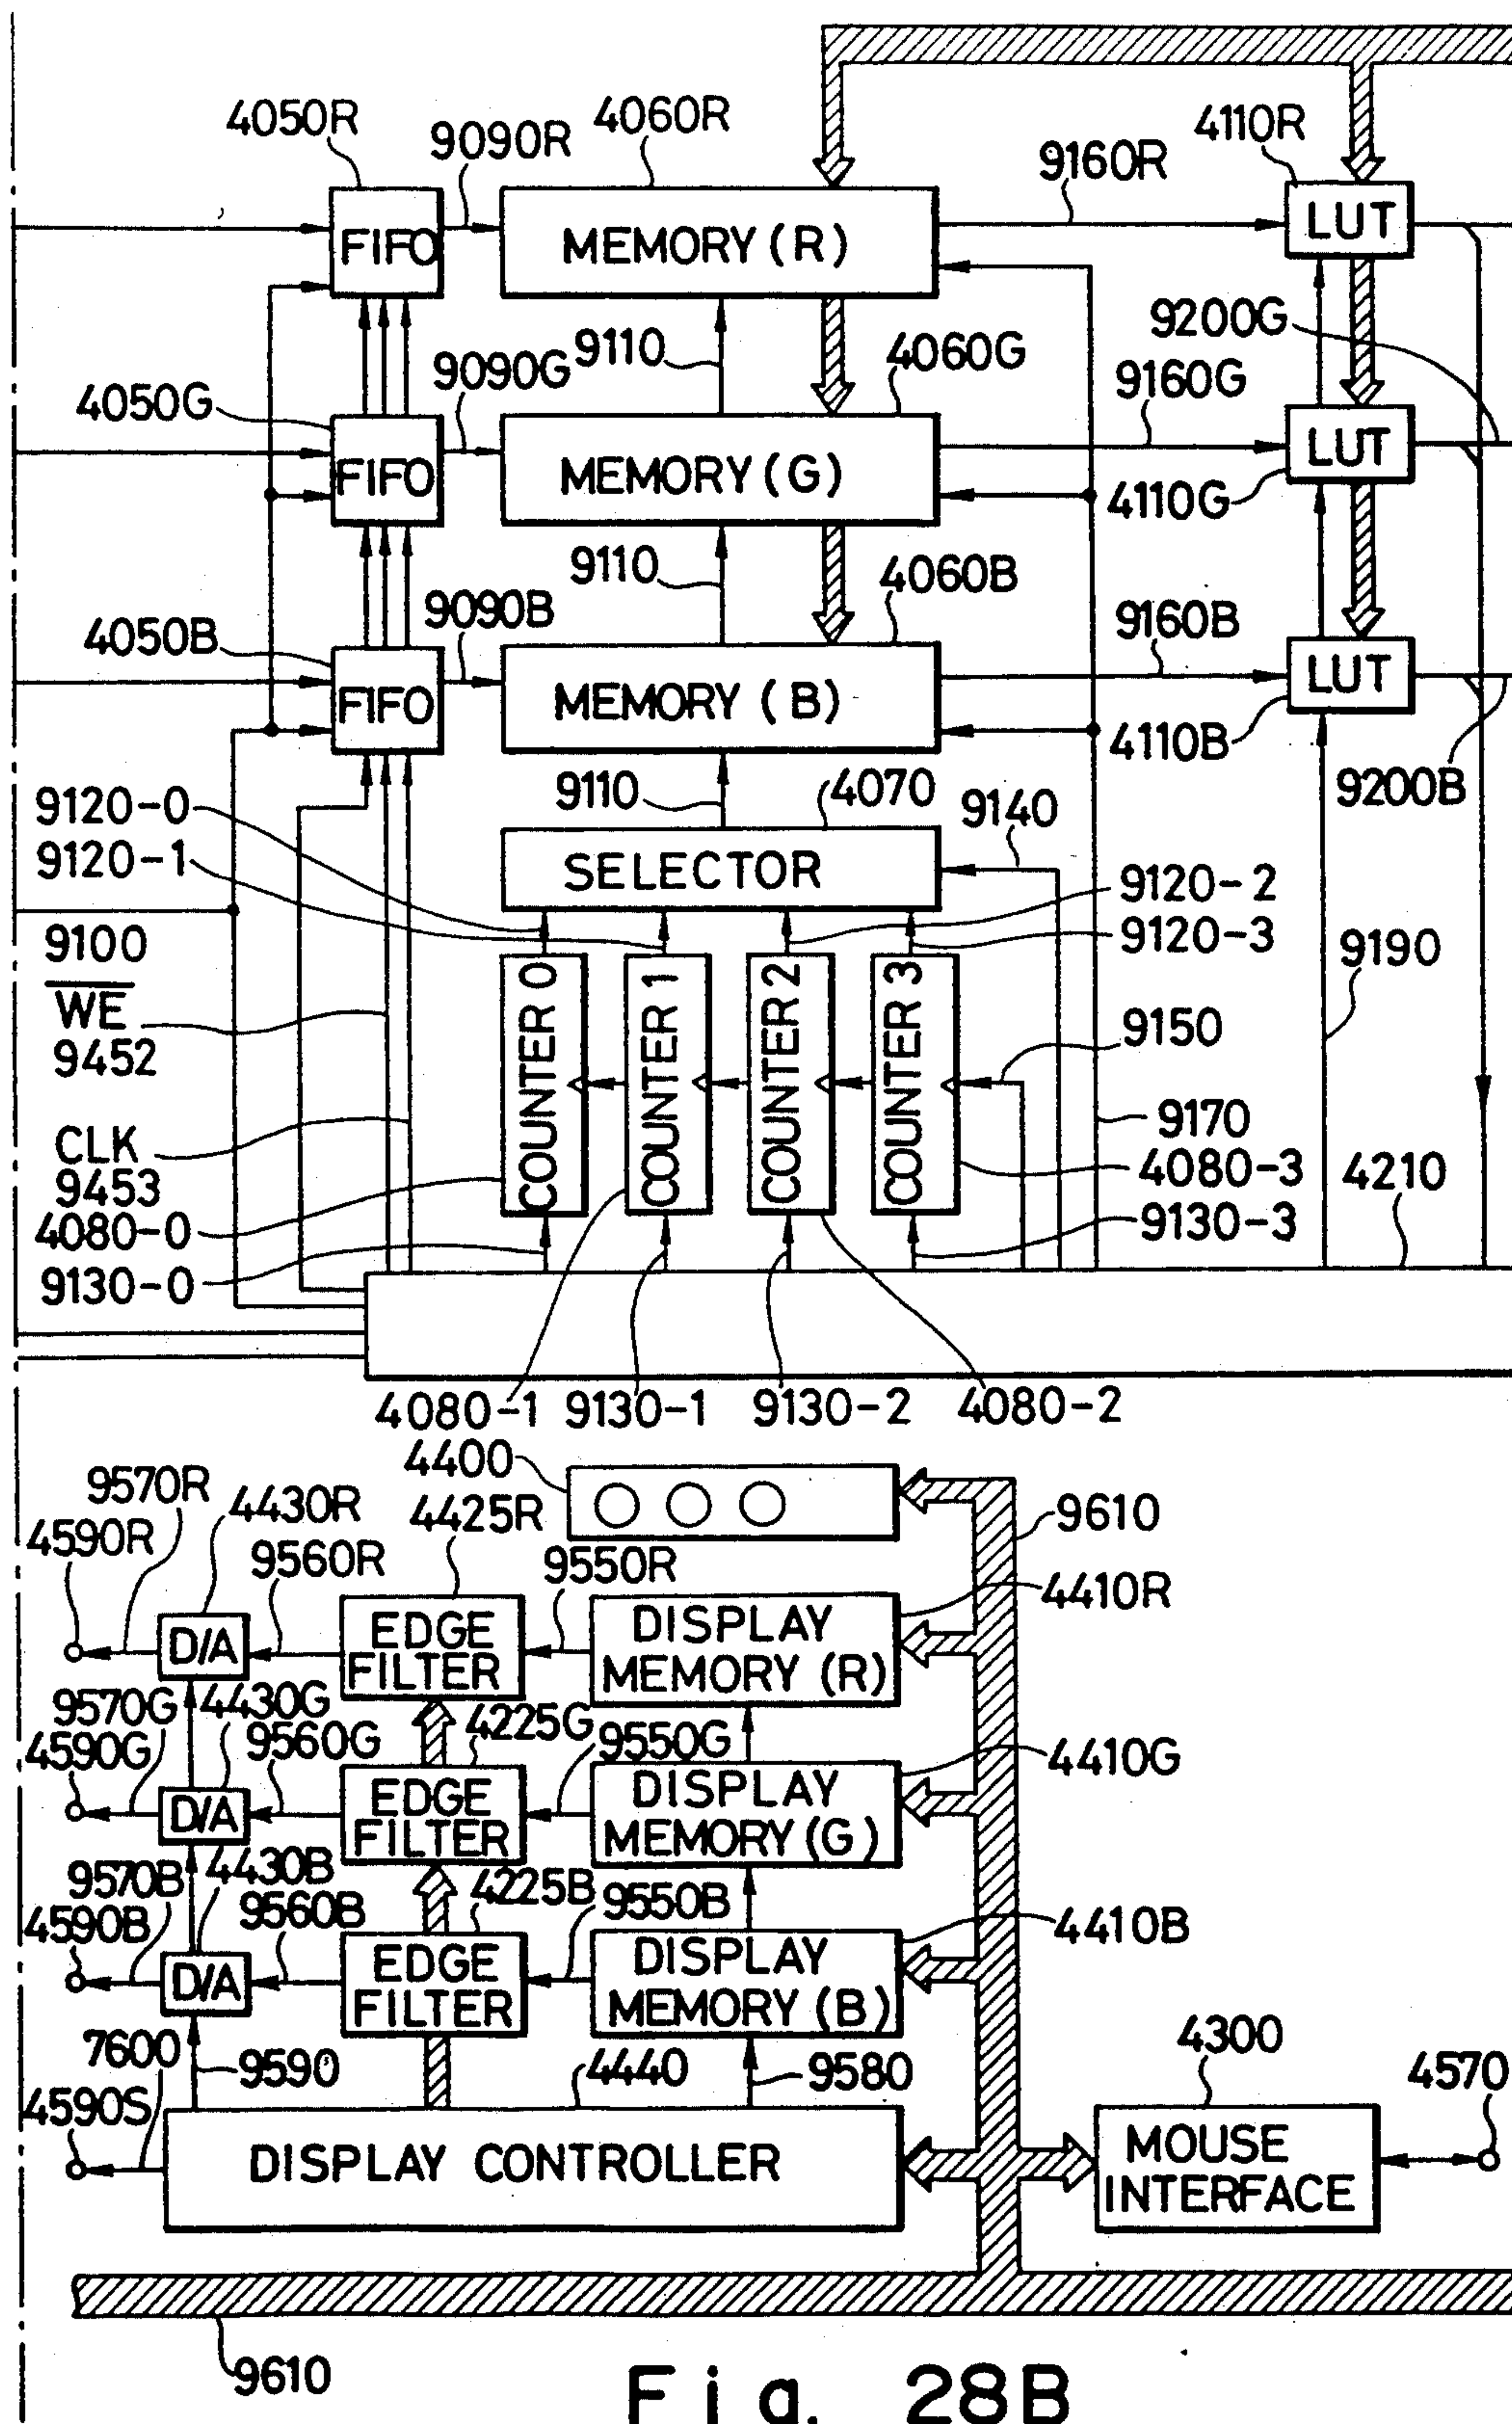 4050R
9090R
4060R
4110R
9160R
FIFO
MEMORY (R)
LUT
9200G
9110
4060G
9090G
9160G
4050G
FIFO
MEMORY (G)
LUT
4110G
9110
4060B
9090B
9160B
4050B
FIFO
MEMORY (B)
LUT
4110B
9200B
9120-0
9110
4070
9140
9120-1
SELECTOR
9120-2
9120-3
9100
9190
WE
9452
COUNTER 0
COUNTER 1
COUNTER 2
COUNTER 3
9150
CLK
9453
9170
4080-3
4210
4080-0
9130-3
9130-0
4080-1
9130-1
9130-2
4080-2
4400
9570R
4430R
4425R
9610
4590R
9560R
9550R
4410R
D/A
EDGE
FILTER
DISPLAY
MEMORY (R)
9570G
4430G
4225G
4590G
9560G
9550G
4410G
D/A
EDGE
FILTER
DISPLAY
MEMORY (G)
9570B
4430B
4225B
9550B
4590B
9560B
4410B
D/A
EDGE
FILTER
DISPLAY
MEMORY (B)
7600
9590
4440
9580
4300
4570
4590S
DISPLAY CONTROLLER
MOUSE
INTERFACE
9610
Fig. 28B